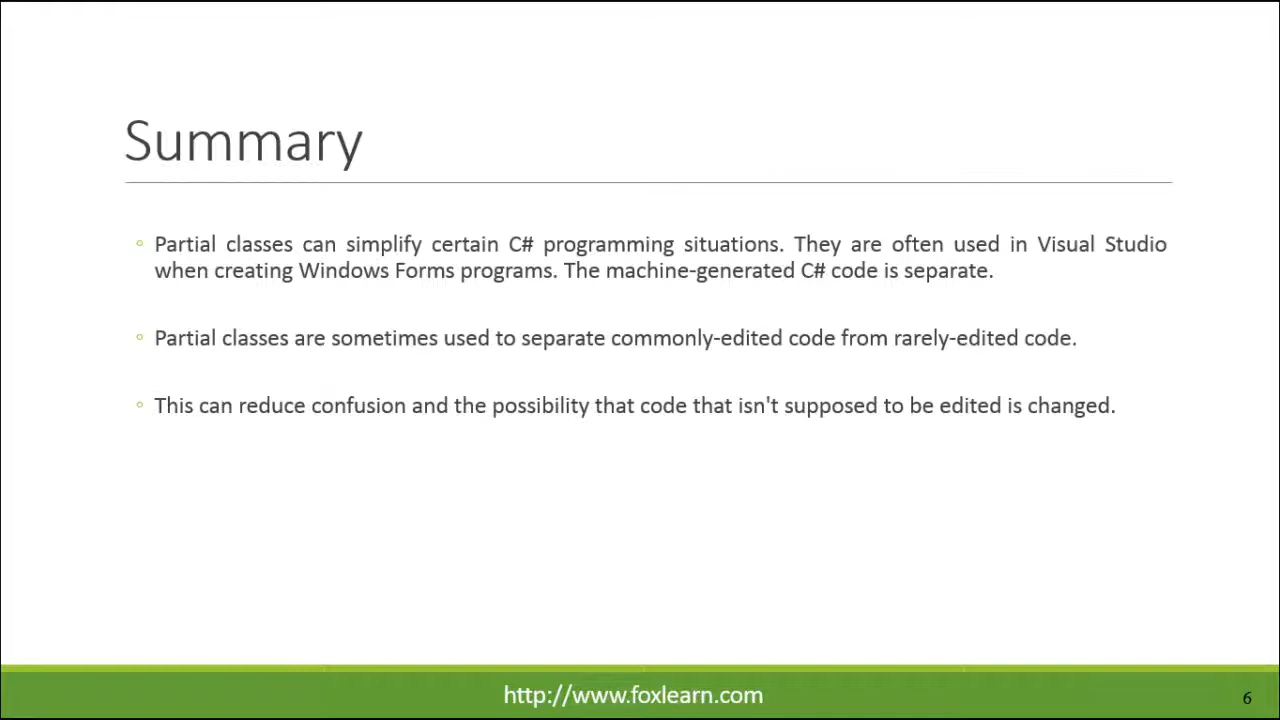 Summary
◦ Partial classes can simplify certain C# programming situations. They are often used in Visual Studio
when creating Windows Forms programs. The machine-generated C# code is separate.
◦ Partial classes are sometimes used to separate commonly-edited code from rarely-edited code.
◦ This can reduce confusion and the possibility that code that isn't supposed to be edited is changed.
http://www.foxlearn.com
6